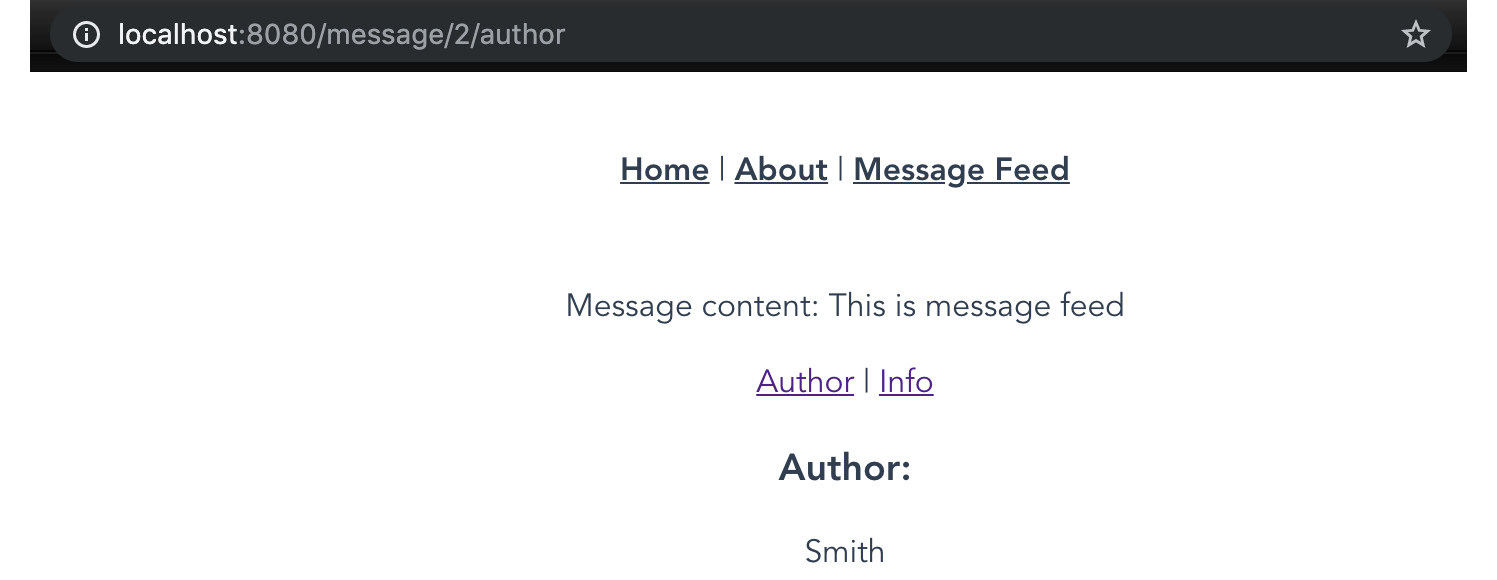 localhost:8080/message/2/author
Home | About | Message Feed
Message content: This is message feed
Author | Info
Author:
Smith